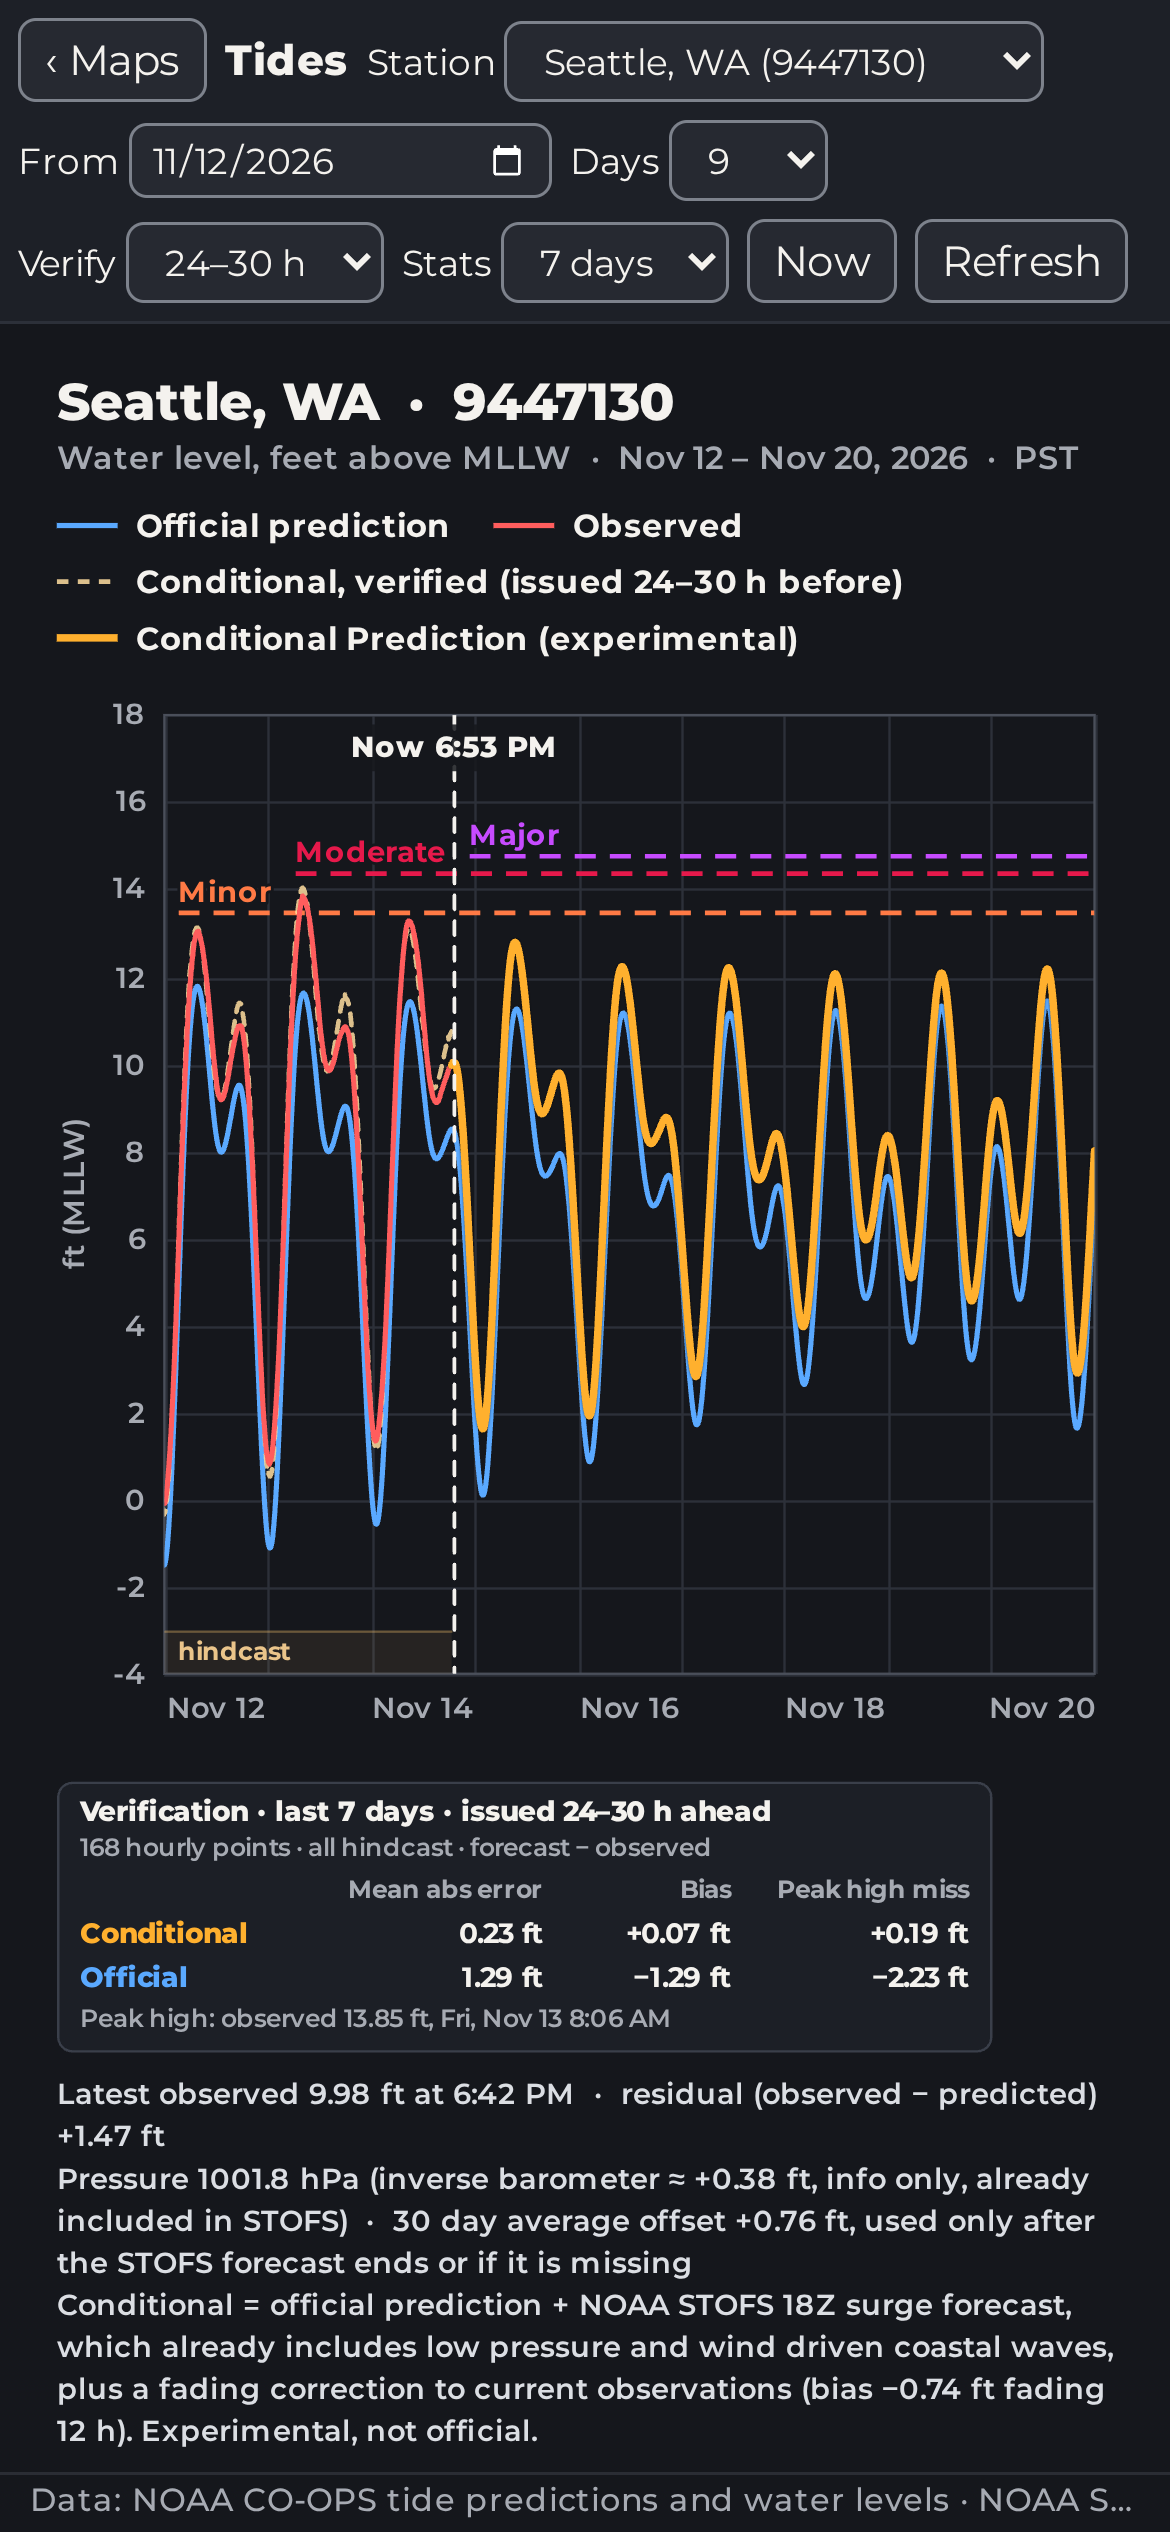 ‹ Maps Tides Station Seattle, WA (9447130)
From 11/12/2026 Days 9
Verify 24–30 h Stats 7 days Now Refresh
Seattle, WA · 9447130
Water level, feet above MLLW · Nov 12 – Nov 20, 2026 · PST
Official prediction Observed
Conditional, verified (issued 24–30 h before)
Conditional Prediction (experimental)
18
Now 6:53 PM
16
Major
Moderate
14
Minor
12
10
8
ft (MLLW)
6
4
2
0
-2
hindcast
-4
Nov 12 Nov 14 Nov 16 Nov 18 Nov 20
Verification · last 7 days · issued 24–30 h ahead
168 hourly points · all hindcast · forecast − observed
Mean abs error Bias Peak high miss
Conditional 0.23 ft +0.07 ft +0.19 ft
Official 1.29 ft −1.29 ft −2.23 ft
Peak high: observed 13.85 ft, Fri, Nov 13 8:06 AM
Latest observed 9.98 ft at 6:42 PM · residual (observed − predicted)
+1.47 ft
Pressure 1001.8 hPa (inverse barometer ≈ +0.38 ft, info only, already
included in STOFS) · 30 day average offset +0.76 ft, used only after
the STOFS forecast ends or if it is missing
Conditional = official prediction + NOAA STOFS 18Z surge forecast,
which already includes low pressure and wind driven coastal waves,
plus a fading correction to current observations (bias −0.74 ft fading
12 h). Experimental, not official.
Data: NOAA CO-OPS tide predictions and water levels · NOAA S...